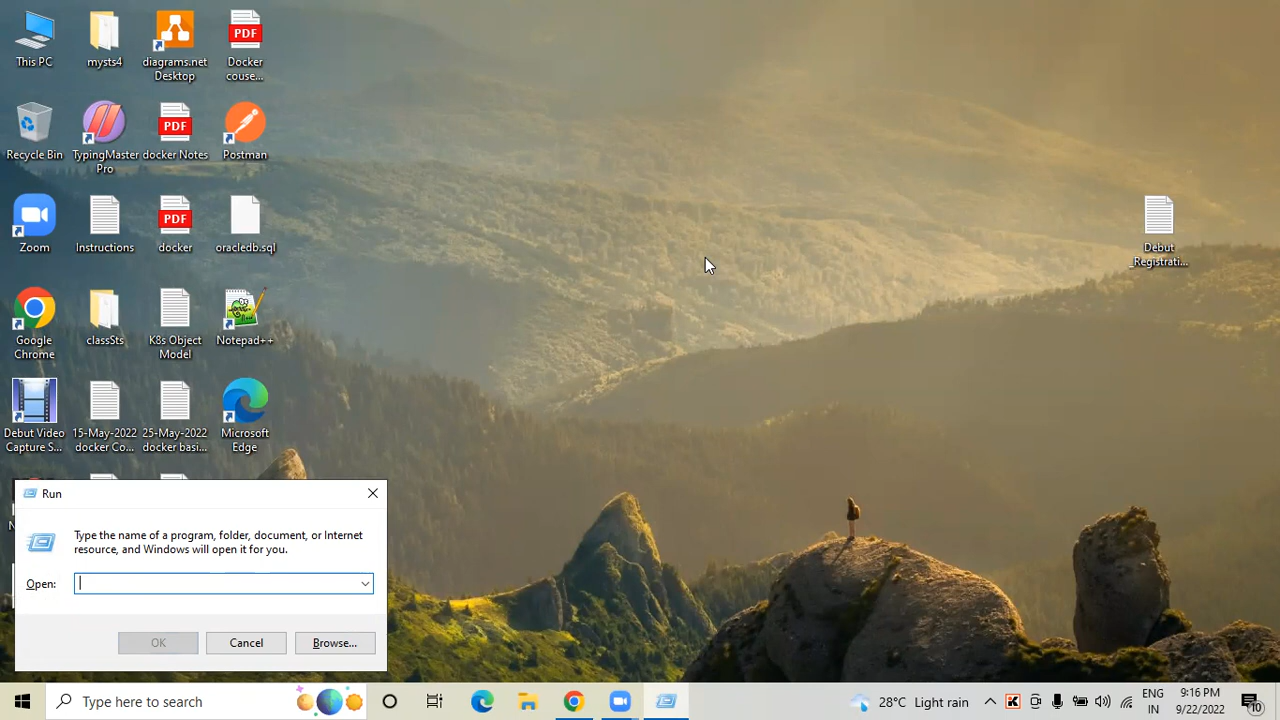 This PC
mysts4
diagrams.net
Desktop
PDF
Docker
couse...
Recycle Bin
TypingMaster
Pro
PDF
docker Notes
Postman
Zoom
Instructions
PDF
docker
oracledb.sql
Debut
_Registrati...
Google
Chrome
classSts
K8s Object
Model
Notepad++
Debut Video
Capture S...
15-May-2022
docker Co...
25-May-2022
docker basi...
Microsoft
Edge
Run
Type the name of a program, folder, document, or Internet
resource, and Windows will open it for you.
Open:
OK
Cancel
Browse...
Type here to search
28°C Light rain
ENG
IN
9:16 PM
9/22/2022
10